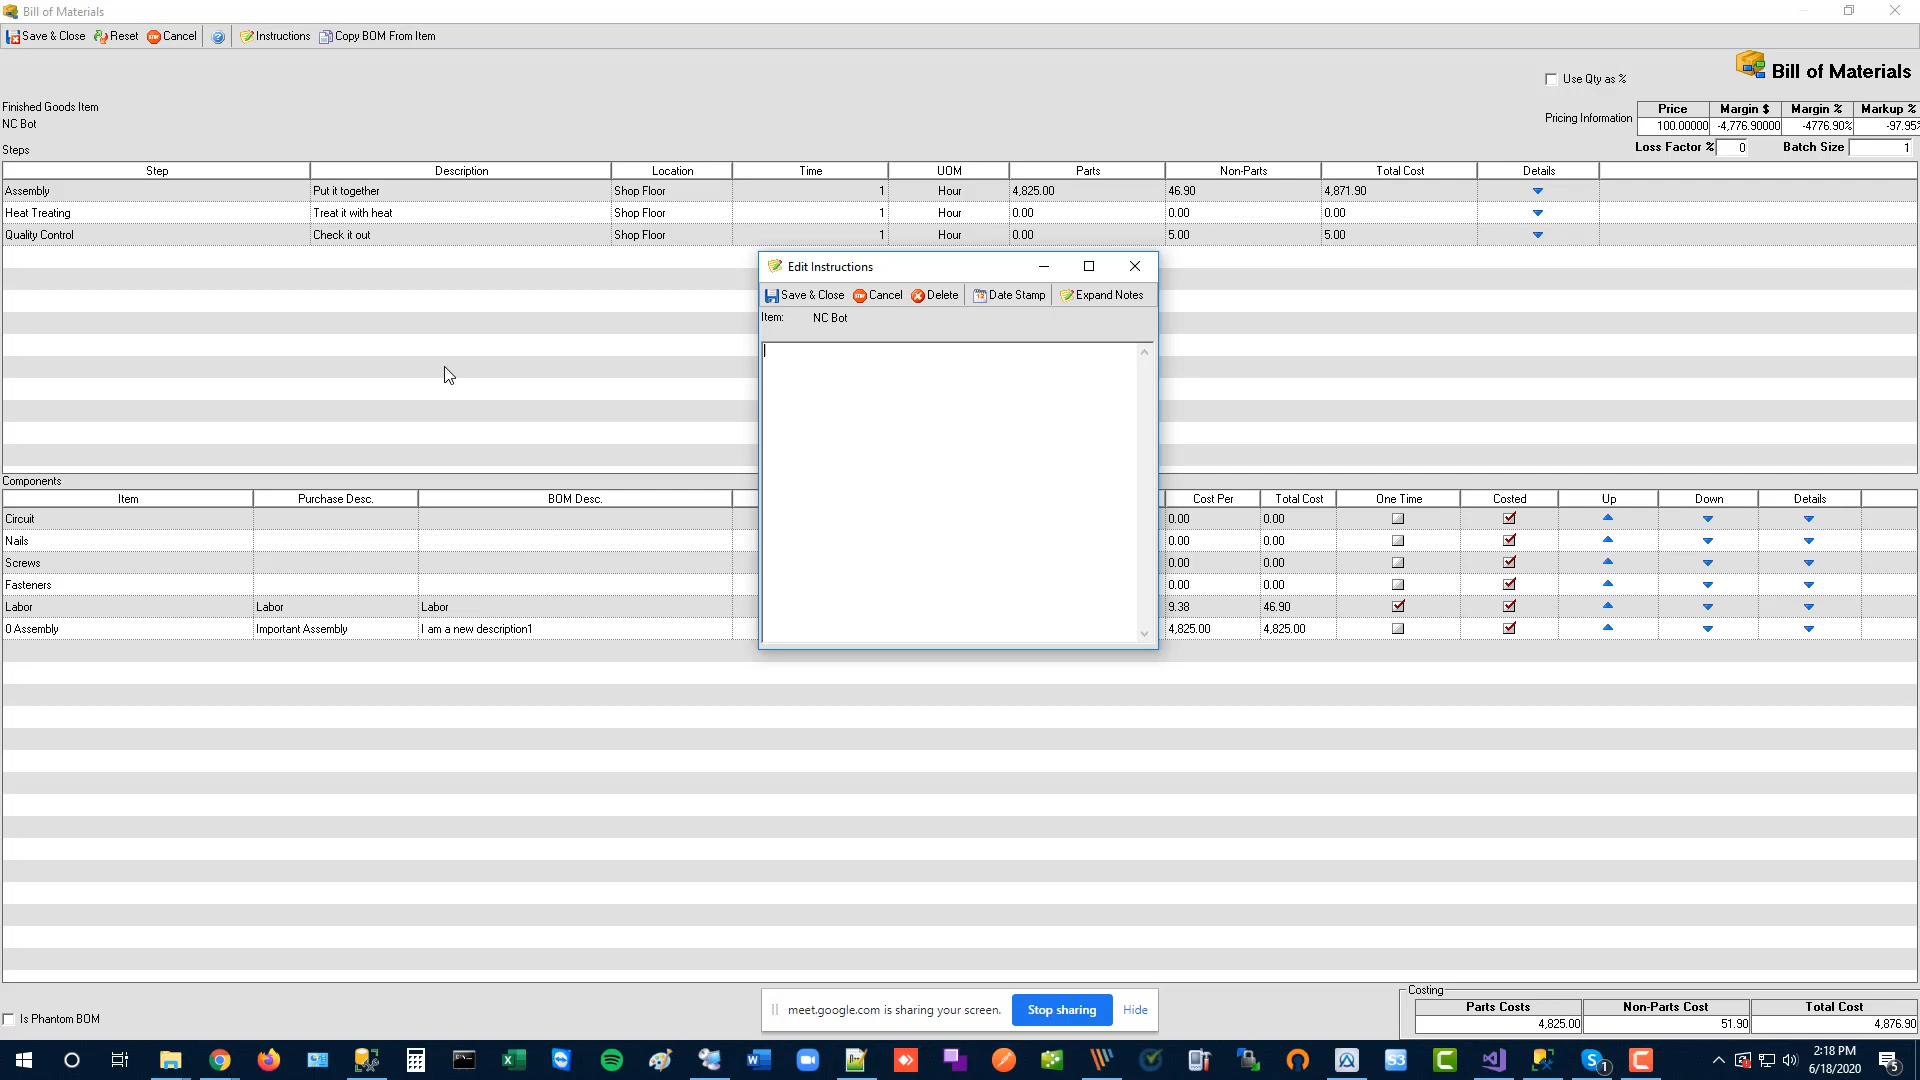 Bill of Materials
Save & Close Reset Cancel Instructions Copy BOM From Item
Use Qty as %
Bill of Materials
Finished Goods Item
NC Bot
Pricing Information
Price Margin $ Margin % Markup %
100.00000 -4,776.90000 -4776.90% -97.95%
Loss Factor % 0 Batch Size 1
Steps
Step Description Location Time UOM Parts Non-Parts Total Cost Details
Assembly Put it together Shop Floor 1 Hour 4,825.00 46.90 4,871.90
Heat Treating Treat it with heat Shop Floor 1 Hour 0.00 0.00 0.00
Quality Control Check it out Shop Floor 1 Hour 0.00 5.00 5.00
Edit Instructions
Save & Close Cancel Delete Date Stamp Expand Notes
Item: NC Bot
Components
Item Purchase Desc. BOM Desc. Cost Per Total Cost One Time Costed Up Down Details
Circuit 0.00 0.00
Nails 0.00 0.00
Screws 0.00 0.00
Fasteners 0.00 0.00
Labor Labor Labor 9.38 46.90
0 Assembly Important Assembly I am a new description1 4,825.00 4,825.00
Is Phantom BOM
meet.google.com is sharing your screen. Stop sharing Hide
Costing
Parts Costs Non-Parts Cost Total Cost
4,825.00 51.90 4,876.90
2:18 PM
6/18/2020